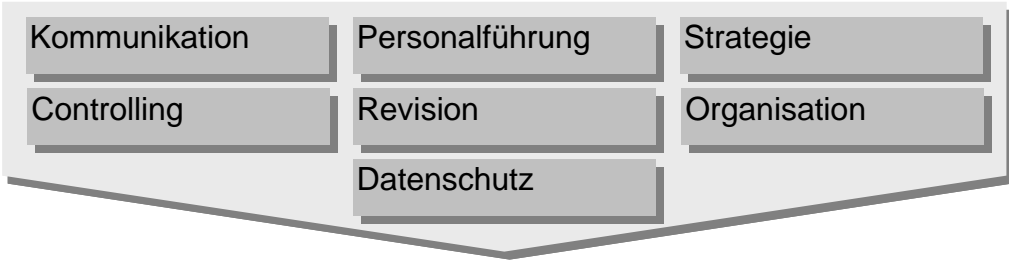 Kommunikation Personalführung Strategie
Controlling Revision Organisation
Datenschutz